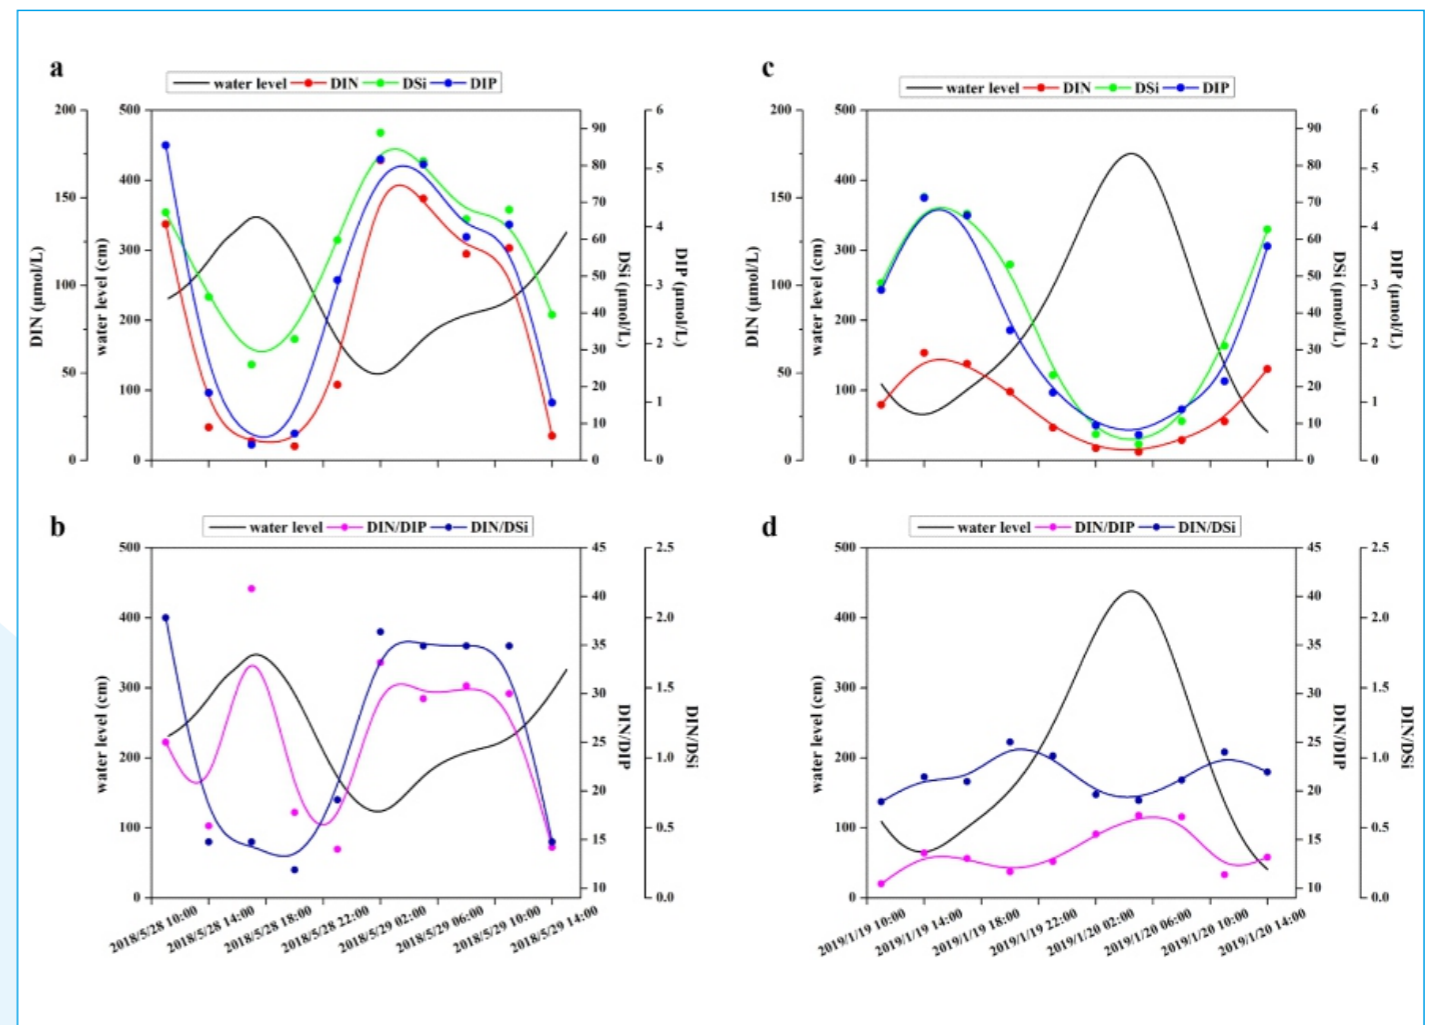 a
water level DIN DSi DIP
200 500 90 6
150 400 80 5
100 300 70 4
50 200 60 3
0 100 50 2
0 40 1
30 0
20
10
0
DIN (μmol/L)
water level (cm)
DSi (μmol/L)
DIP (μmol/L)
c
water level DIN DSi DIP
200 500 90 6
150 400 80 5
100 300 70 4
50 200 60 3
0 100 50 2
0 40 1
30 0
20
10
0
DIN (μmol/L)
water level (cm)
DSi (μmol/L)
DIP (μmol/L)
b
water level DIN/DIP DIN/DSi
500 45 2.5
400 40 2.0
300 35 1.5
200 30 1.0
100 25 0.5
0 20 0.0
15
10
water level (cm)
DIN/DIP
DIN/DSi
2018/5/28 10:00
2018/5/28 14:00
2018/5/28 18:00
2018/5/28 22:00
2018/5/29 02:00
2018/5/29 06:00
2018/5/29 10:00
2018/5/29 14:00
d
water level DIN/DIP DIN/DSi
500 45 2.5
400 40 2.0
300 35 1.5
200 30 1.0
100 25 0.5
0 20 0.0
15
10
water level (cm)
DIN/DIP
DIN/DSi
2019/1/19 10:00
2019/1/19 14:00
2019/1/19 18:00
2019/1/19 22:00
2019/1/20 02:00
2019/1/20 06:00
2019/1/20 10:00
2019/1/20 14:00